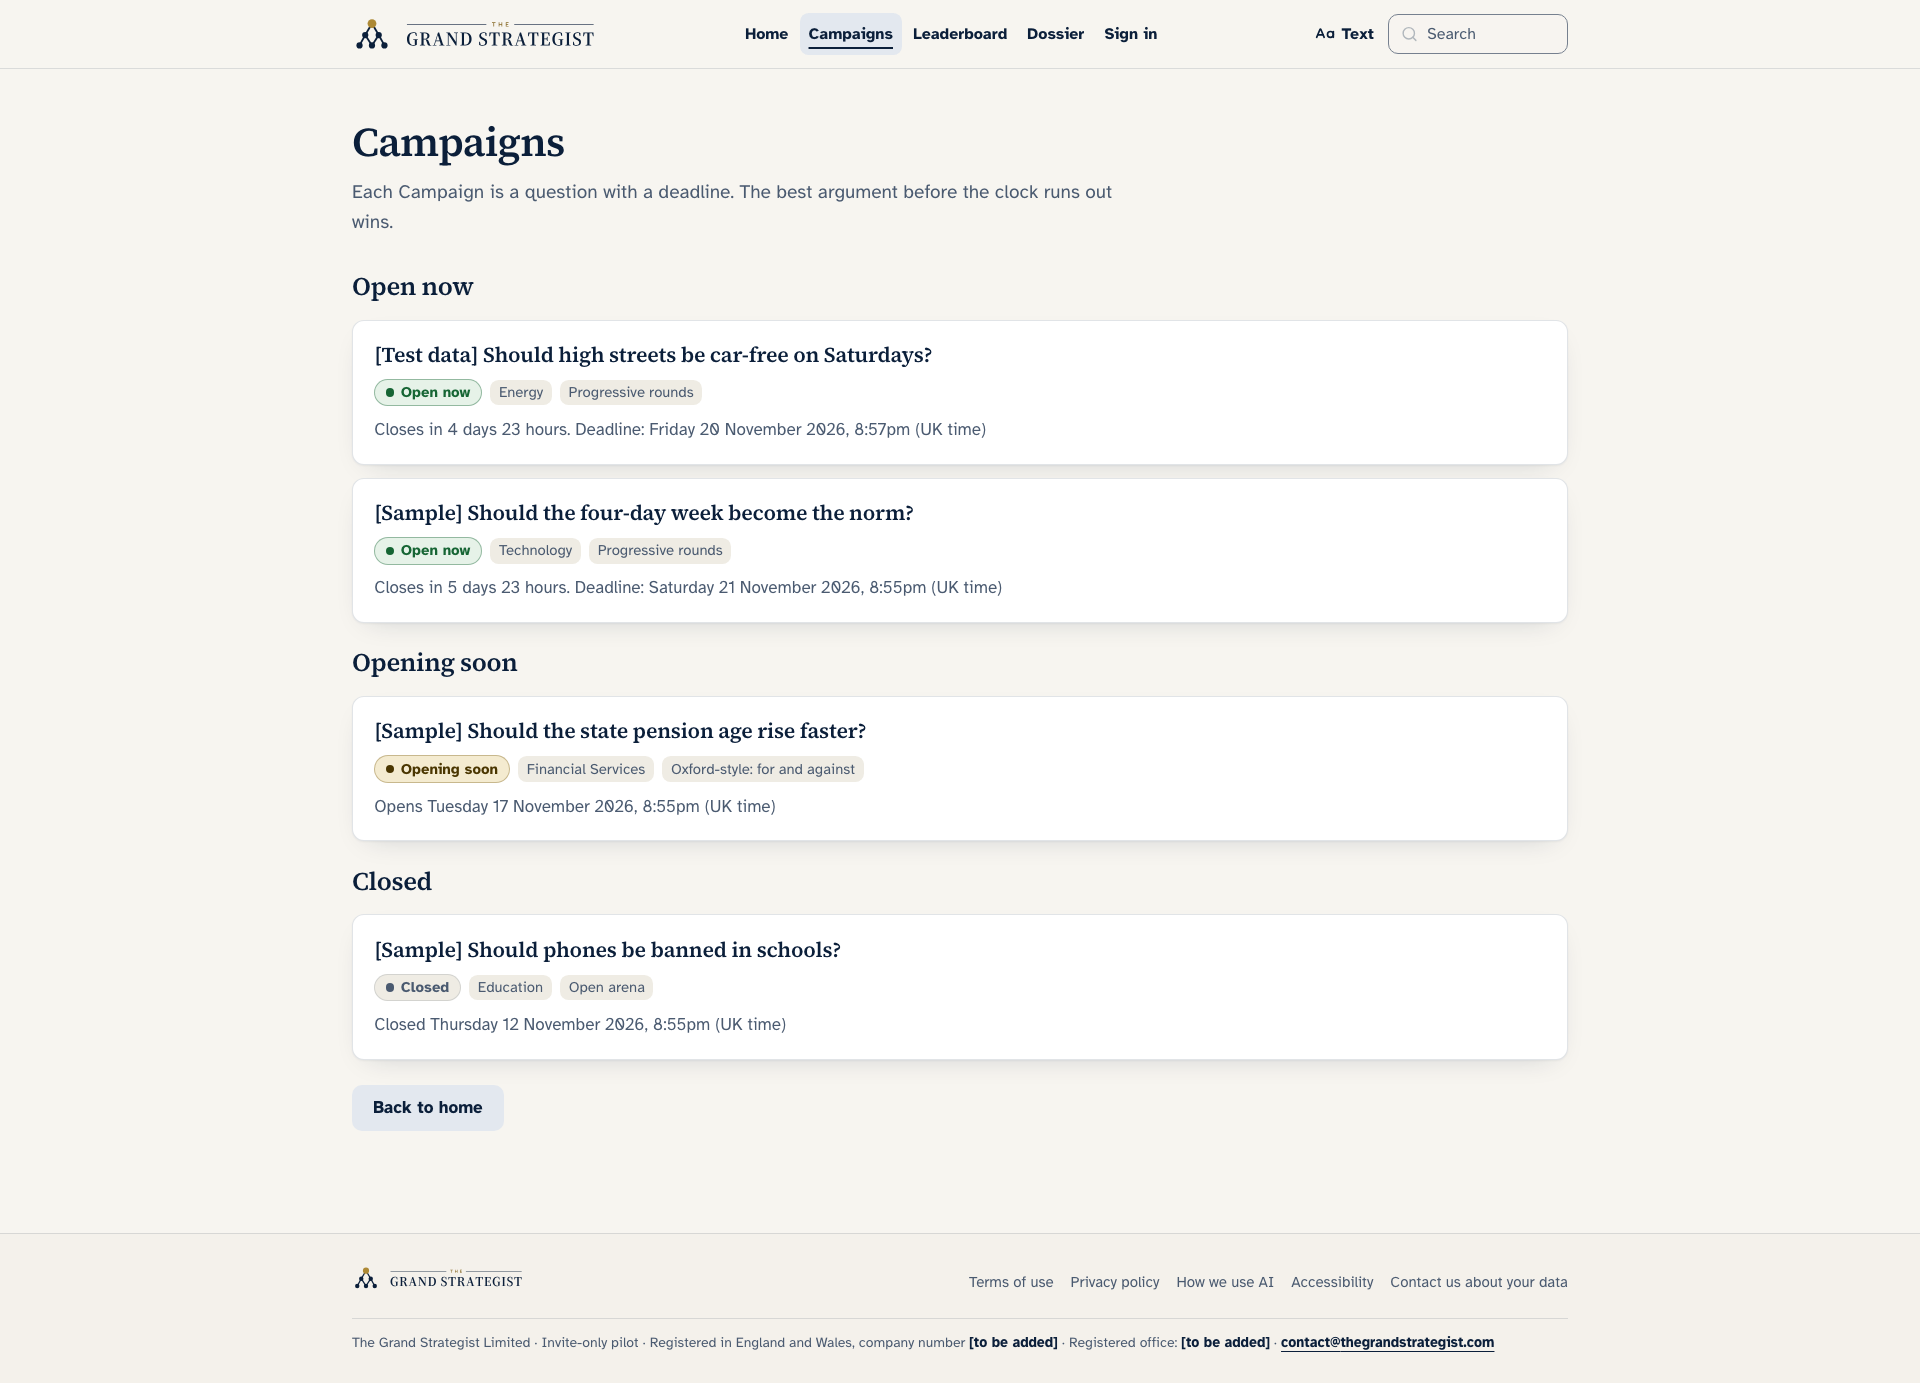 THE
GRAND STRATEGIST
Home Campaigns Leaderboard Dossier Sign in
Aa Text Search
Campaigns
Each Campaign is a question with a deadline. The best argument before the clock runs out
wins.
Open now
[Test data] Should high streets be car-free on Saturdays?
Open now Energy Progressive rounds
Closes in 4 days 23 hours. Deadline: Friday 20 November 2026, 8:57pm (UK time)
[Sample] Should the four-day week become the norm?
Open now Technology Progressive rounds
Closes in 5 days 23 hours. Deadline: Saturday 21 November 2026, 8:55pm (UK time)
Opening soon
[Sample] Should the state pension age rise faster?
Opening soon Financial Services Oxford-style: for and against
Opens Tuesday 17 November 2026, 8:55pm (UK time)
Closed
[Sample] Should phones be banned in schools?
Closed Education Open arena
Closed Thursday 12 November 2026, 8:55pm (UK time)
Back to home
THE
GRAND STRATEGIST
Terms of use Privacy policy How we use AI Accessibility Contact us about your data
The Grand Strategist Limited · Invite-only pilot · Registered in England and Wales, company number [to be added] · Registered office: [to be added] · contact@thegrandstrategist.com